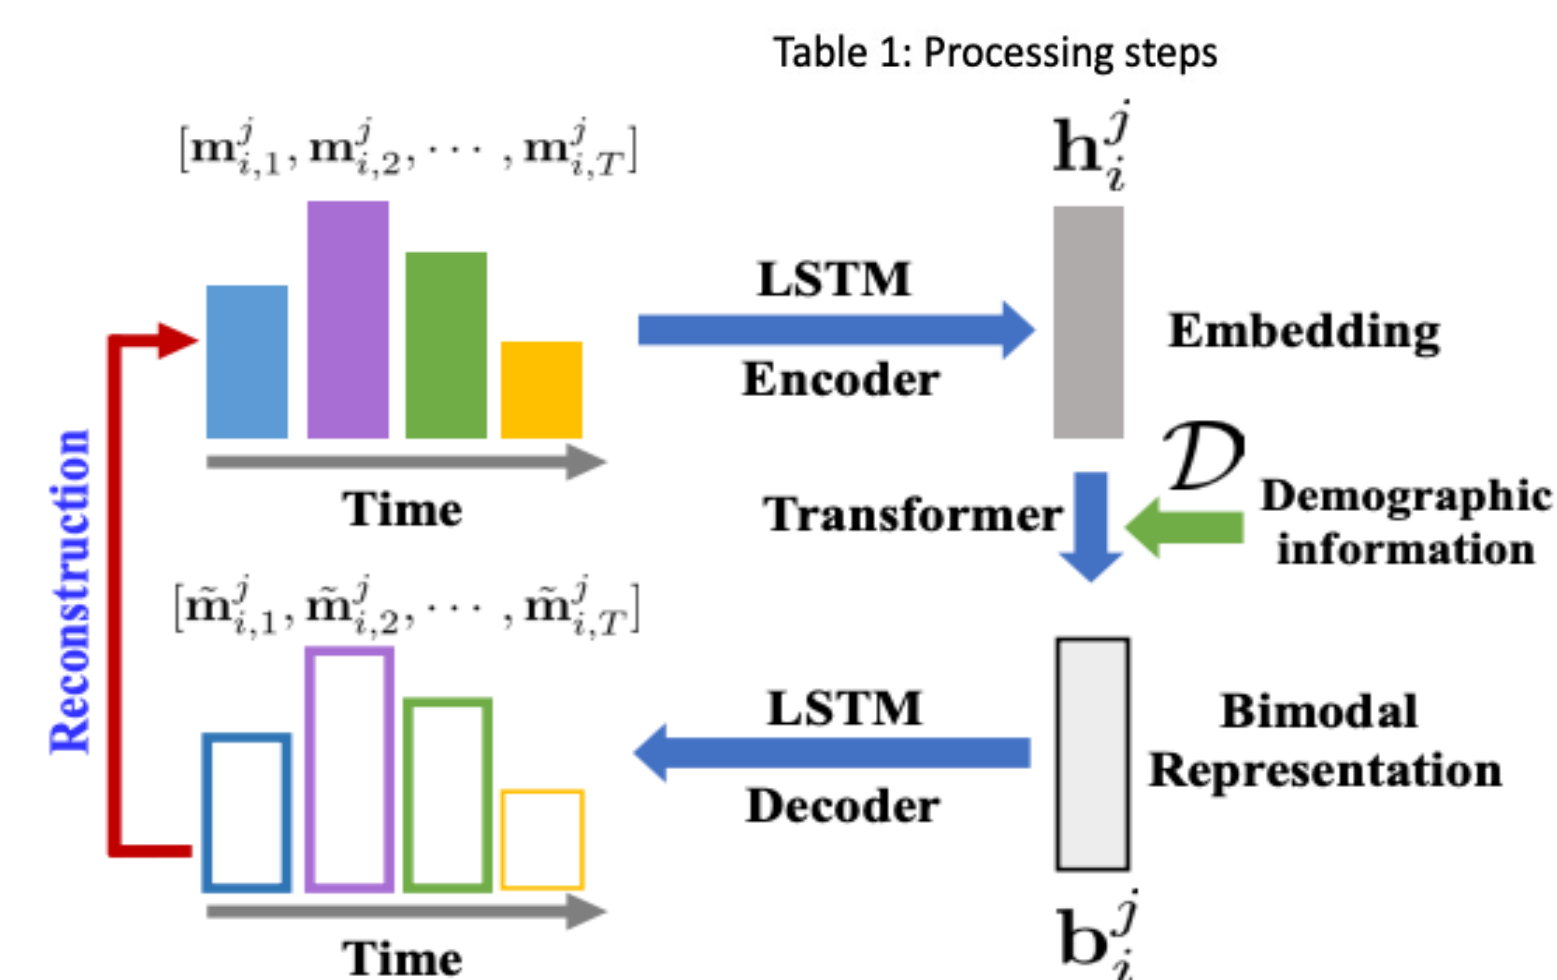 Table 1: Processing steps
[m^j_{i,1}, m^j_{i,2}, ⋯ , m^j_{i,T}]
h^j_i
LSTM
Encoder
Embedding
Time
Transformer
𝒟
Demographic
information
Reconstruction
[m̃^j_{i,1}, m̃^j_{i,2}, ⋯ , m̃^j_{i,T}]
LSTM
Decoder
Bimodal
Representation
Time
b^j_i